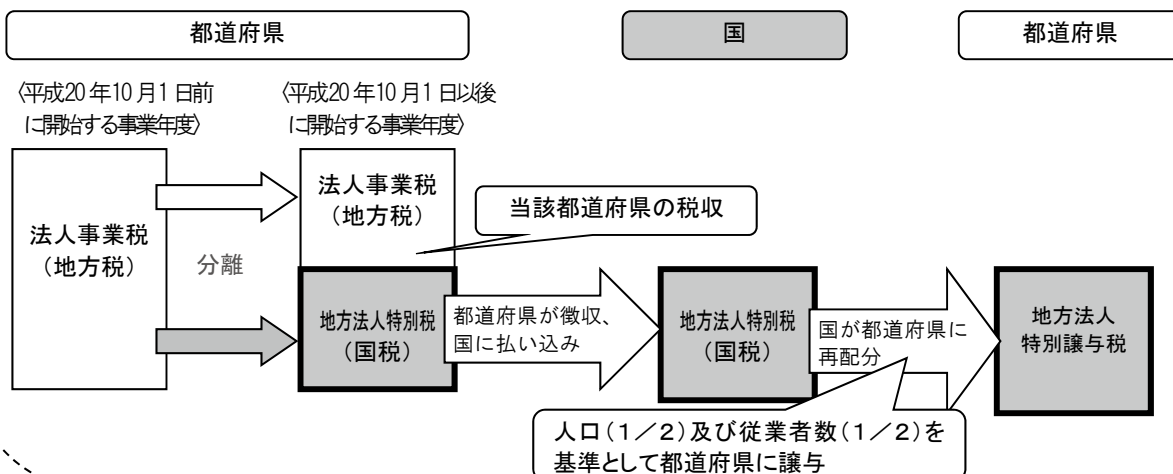 都道府県
国
都道府県
〈平成20年10月1日前
に開始する事業年度〉
〈平成20年10月1日以後
に開始する事業年度〉
法人事業税
（地方税）
分離
法人事業税
（地方税）
当該都道府県の税収
地方法人特別税
（国税）
都道府県が徴収、
国に払い込み
地方法人特別税
（国税）
国が都道府県に
再配分
地方法人
特別譲与税
人口（１／２）及び従業者数（１／２）を
基準として都道府県に譲与